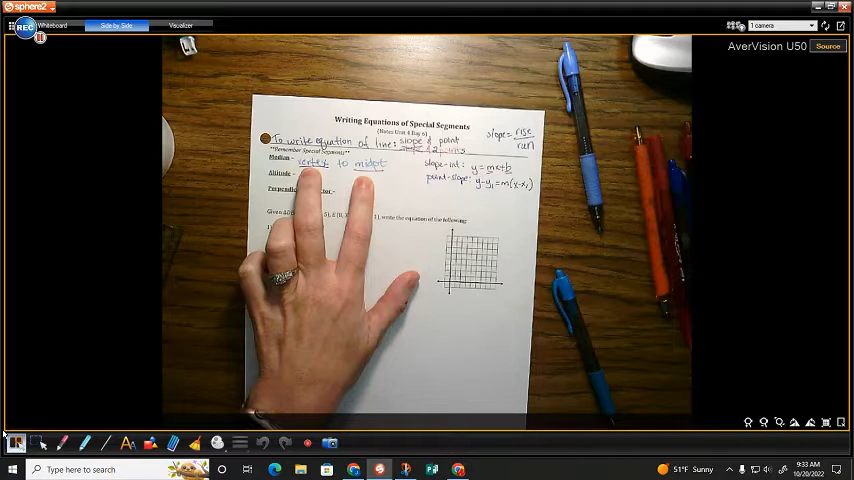 sphere2
REC
Whiteboard
Side by Side
Visualizer
1 camera
AverVision U50
Source
Writing Equations of Special Segments
(Notes Unit 4 Day 6)
To write equation of line: slope & point
slope = rise
run
**Remember Special Segments**
Median - vertex to midpt
slope-int: y = mx+b
Altitude -
point-slope: y-y₁=m(x-x₁)
write the equation of the following:
Type here to search
51°F Sunny
9:33 AM
10/20/2022